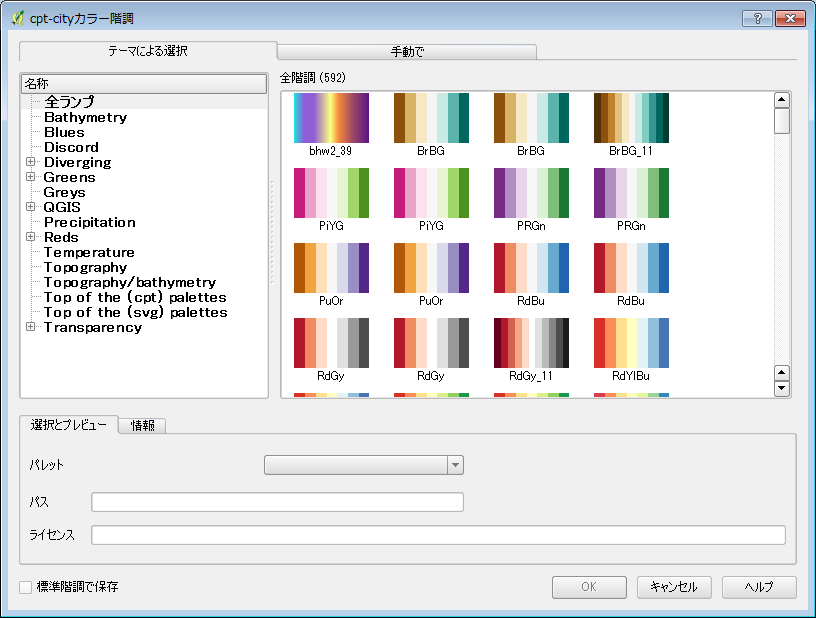 cpt-cityカラー階調
テーマによる選択
手動で
名称
全ランプ
Bathymetry
Blues
Discord
Diverging
Greens
Greys
QGIS
Precipitation
Reds
Temperature
Topography
Topography/bathymetry
Top of the (cpt) palettes
Top of the (svg) palettes
Transparency
全階調 (592)
bhw2_39 BrBG BrBG BrBG_11
PiYG PiYG PRGn PRGn
PuOr PuOr RdBu RdBu
RdGy RdGy RdGy_11 RdYlBu
選択とプレビュー 情報
パレット
パス
ライセンス
標準階調で保存
OK キャンセル ヘルプ